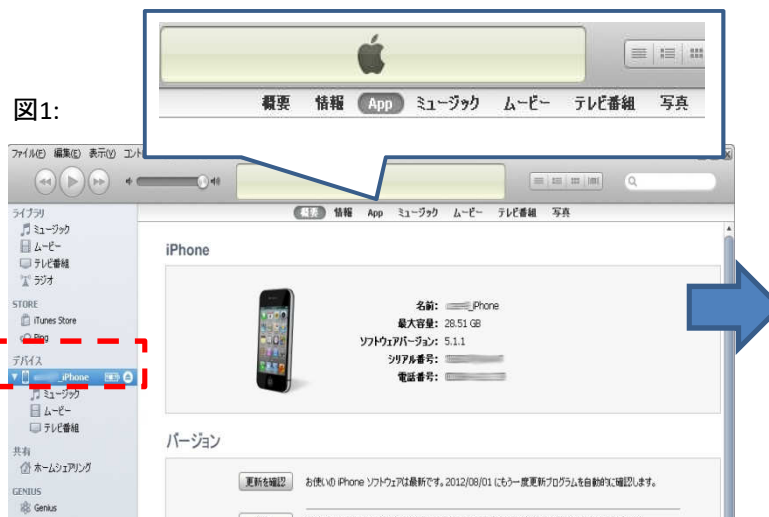 図1:
概要 情報 App ミュージック ムービー テレビ番組 写真
ファイル(F) 編集(E) 表示(V)
ライブラリ
ミュージック
ムービー
テレビ番組
ラジオ
STORE
iTunes Store
Ping
デバイス
_iPhone
ミュージック
ムービー
テレビ番組
共有
ホームシェアリング
GENIUS
Genius
概要 情報 App ミュージック ムービー テレビ番組 写真
iPhone
名前: _iPhone
最大容量: 28.51 GB
ソフトウェアバージョン: 5.1.1
シリアル番号:
電話番号:
バージョン
更新を確認 お使いの iPhone ソフトウェアは最新です。2012/08/01 にもう一度更新プログラムを自動的に確認します。